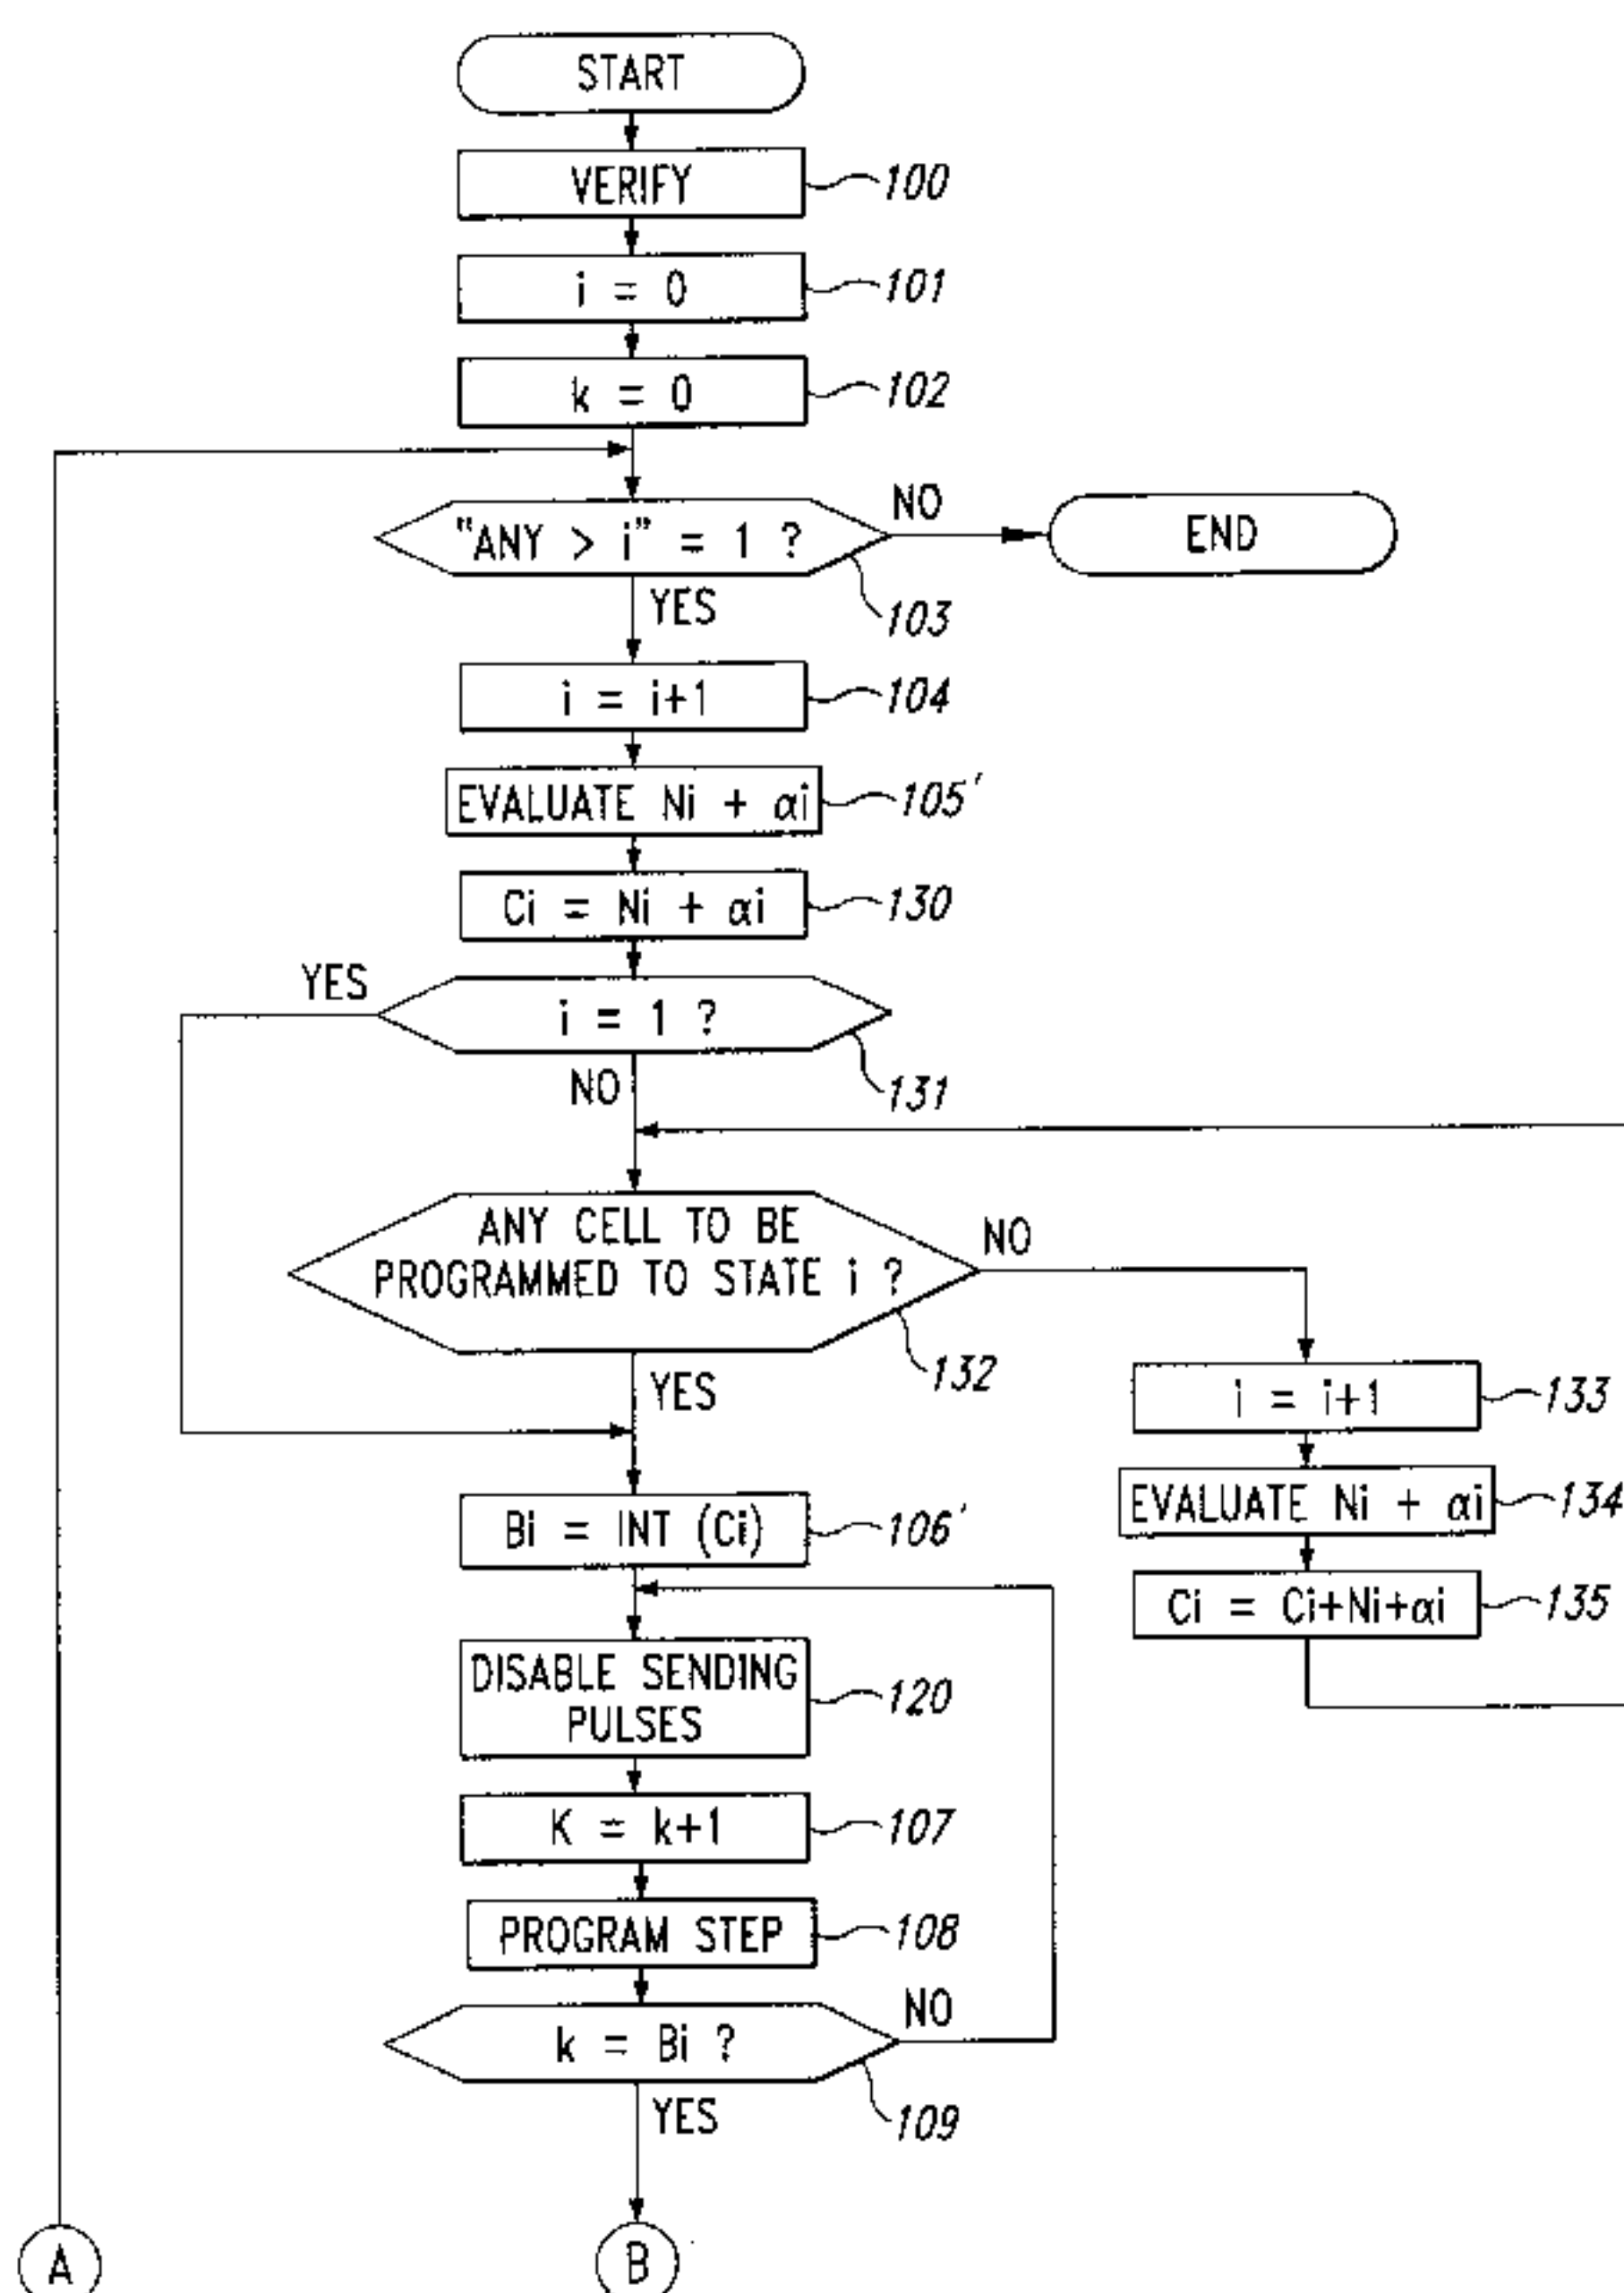 START
VERIFY
100
i = 0
101
k = 0
102
"ANY > i" = 1 ?
NO
END
103
YES
i = i+1
104
EVALUATE Ni + αi
105'
Ci = Ni + αi
130
YES
i = 1 ?
131
NO
ANY CELL TO BE
PROGRAMMED TO STATE i ?
NO
132
YES
i = i+1
133
EVALUATE Ni + αi
134
Ci = Ci+Ni+αi
135
Bi = INT (Ci)
106'
DISABLE SENDING
PULSES
120
K = k+1
107
PROGRAM STEP
108
k = Bi ?
NO
109
YES
A
B